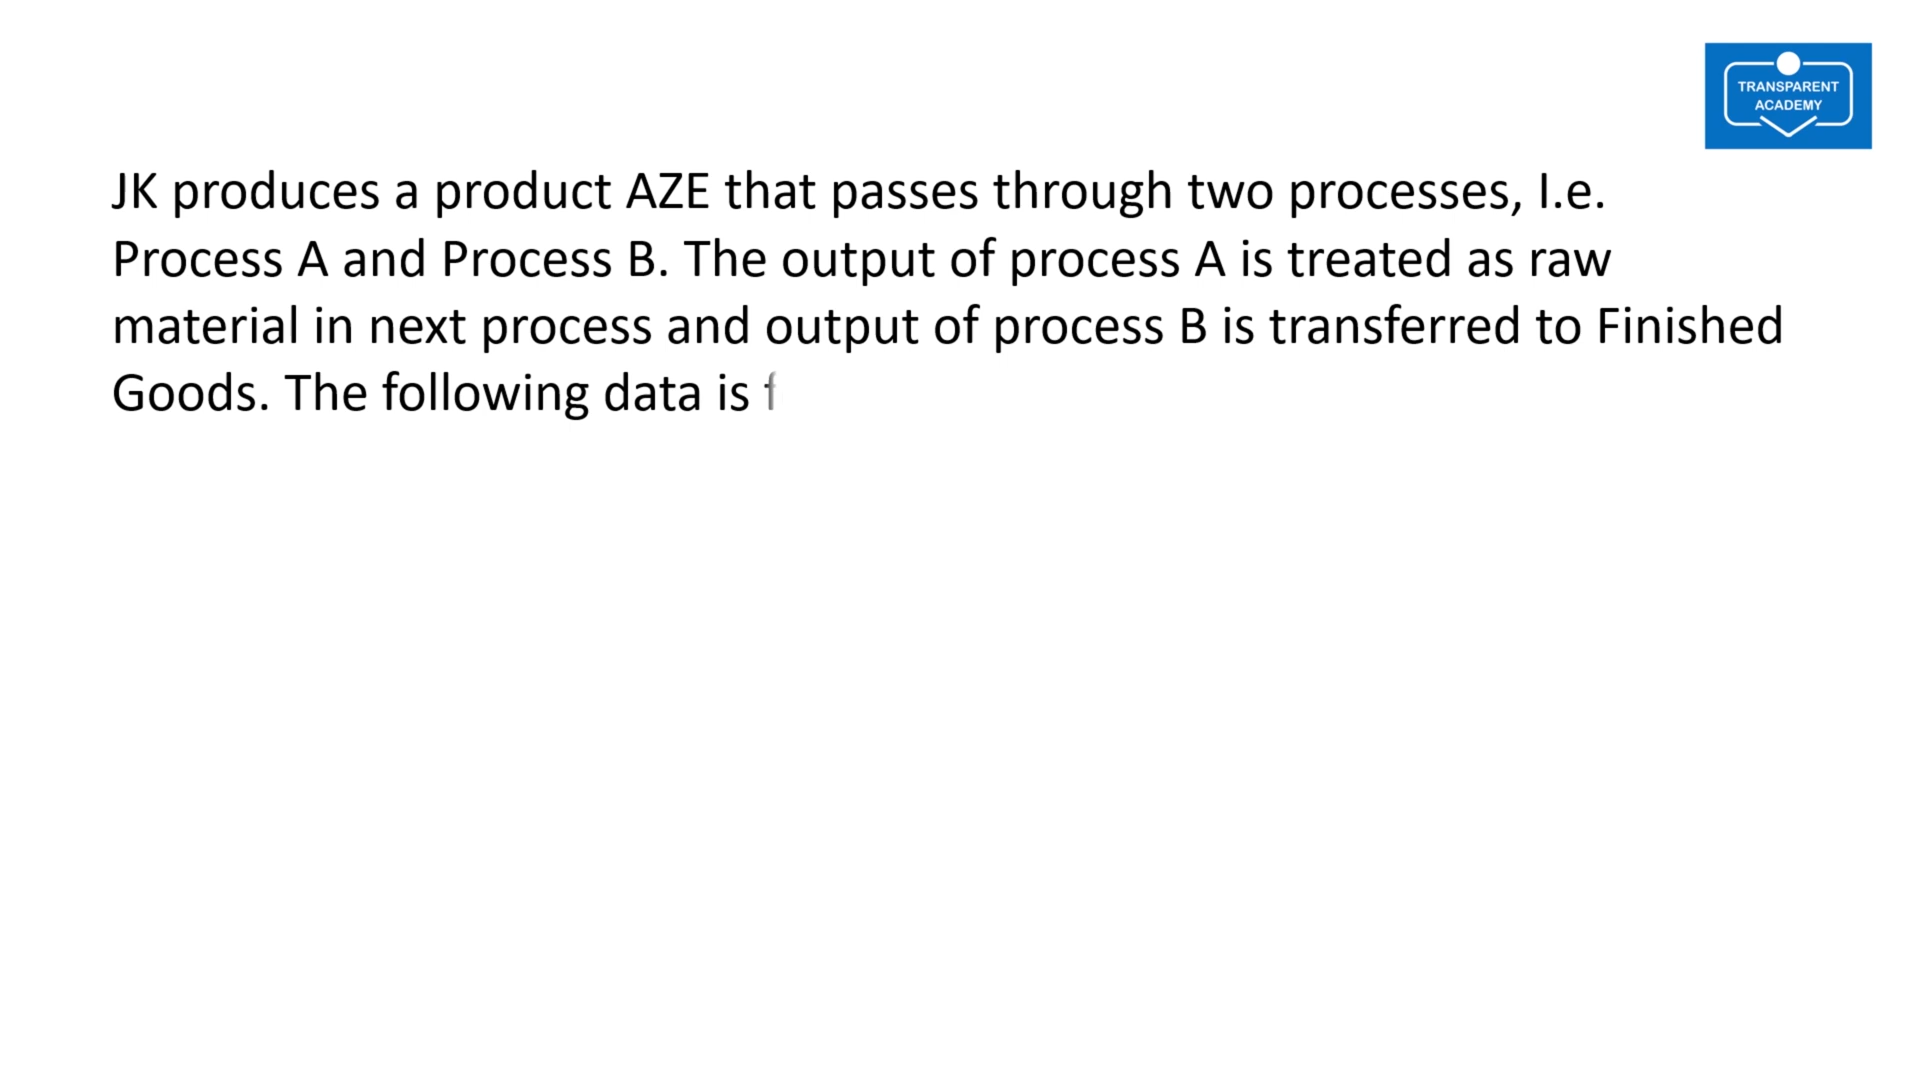 TRANSPARENT
ACADEMY
JK produces a product AZE that passes through two processes, I.e.
Process A and Process B. The output of process A is treated as raw
material in next process and output of process B is transferred to Finished
Goods. The following data is f